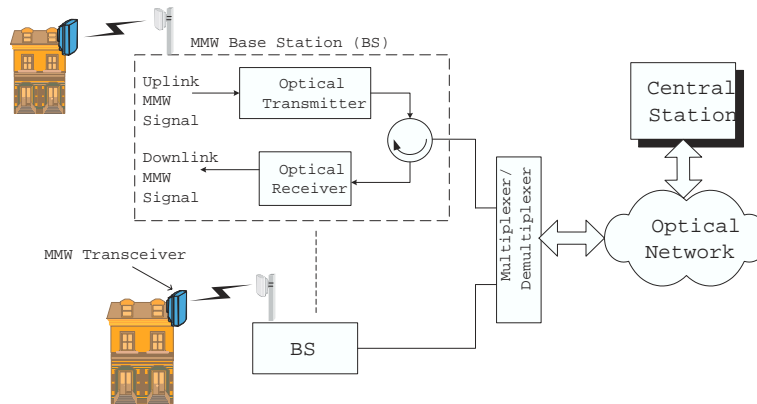 MMW Base Station (BS)
Uplink
MMW
Signal
Optical
Transmitter
Downlink
MMW
Signal
Optical
Receiver
Multiplexer/
Demultiplexer
Central
Station
Optical
Network
MMW Transceiver
BS